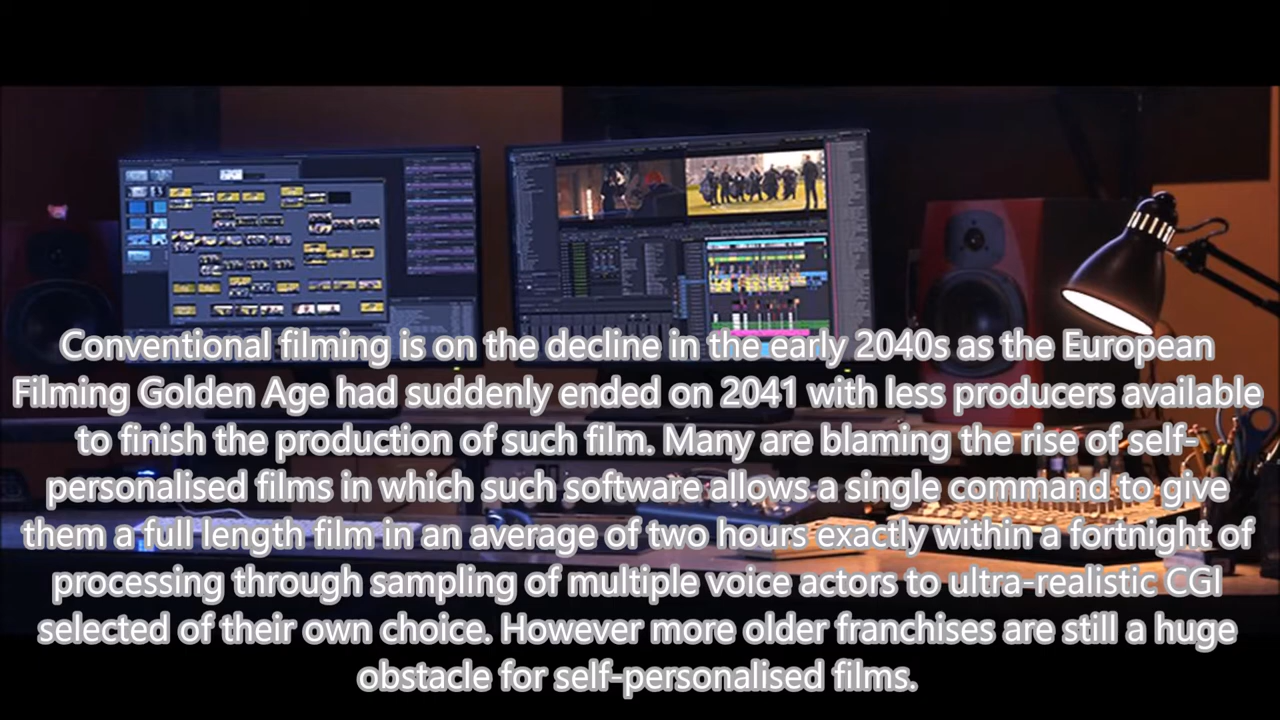 Conventional filming is on the decline in the early 2040s as the European
Filming Golden Age had suddenly ended on 2041 with less producers available
to finish the production of such film. Many are blaming the rise of self-
personalised films in which such software allows a single command to give
them a full length film in an average of two hours exactly within a fortnight of
processing through sampling of multiple voice actors to ultra-realistic CGI
selected of their own choice. However more older franchises are still a huge
obstacle for self-personalised films.